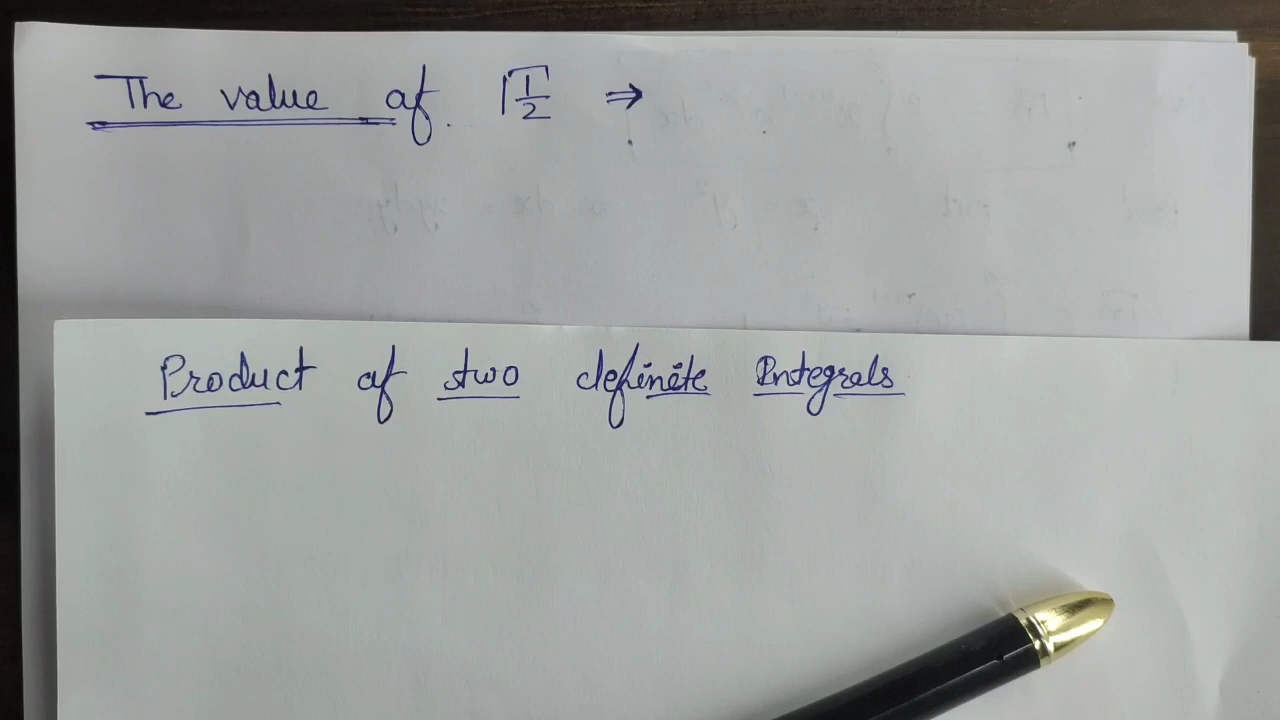 The value of Γ1/2 ⇒
Product of two definite Integrals